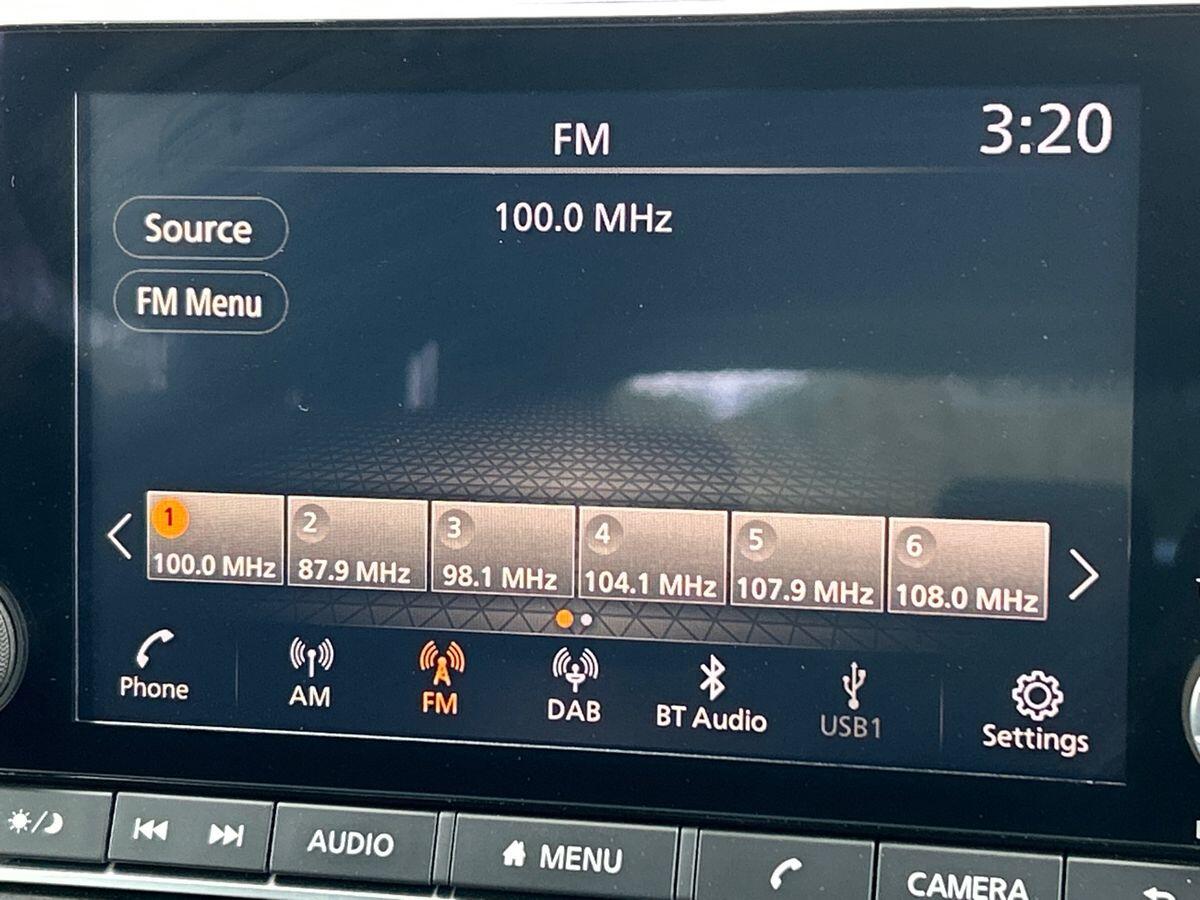 FM
3:20
Source
100.0 MHz
FM Menu
1
100.0 MHz
2
87.9 MHz
3
98.1 MHz
4
104.1 MHz
5
107.9 MHz
6
108.0 MHz
Phone
AM
FM
DAB
BT Audio
USB1
Settings
AUDIO
MENU
CAMERA